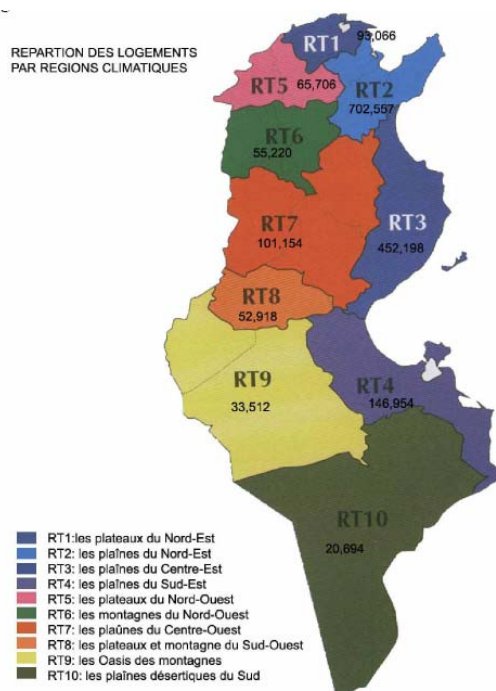 REPARTION DES LOGEMENTS
PAR REGIONS CLIMATIQUES
RT1
93,066
RT5
65,706
RT2
702,557
RT6
55,220
RT7
101,154
RT3
452,198
RT8
52,918
RT9
33,512
RT4
146,954
RT10
20,694
RT1:les plateaux du Nord-Est
RT2: les plaînes du Nord-Est
RT3: les plaînes du Centre-Est
RT4: les plaînes du Sud-Est
RT5: les plateaux du Nord-Ouest
RT6: les montagnes du Nord-Ouest
RT7: les plaûnes du Centre-Ouest
RT8: les plateaux et montagne du Sud-Ouest
RT9: les Oasis des montagnes
RT10: les plaînes désertiques du Sud